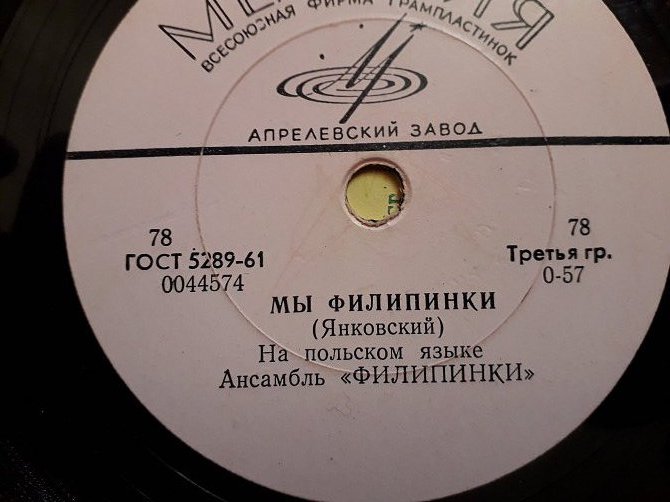 ВСЕСОЮЗНАЯ ФИРМА ГРАМПЛАСТИНОК
АПРЕЛЕВСКИЙ ЗАВОД
78
ГОСТ 5289-61
0044574
78
Третья гр.
0-57
МЫ ФИЛИПИНКИ
(Янковский)
На польском языке
Ансамбль «ФИЛИПИНКИ»